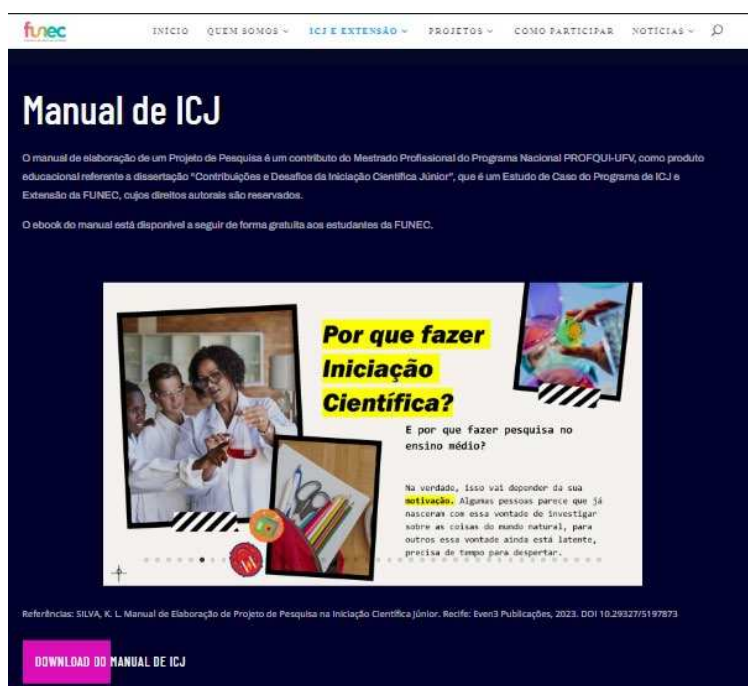 funec
INÍCIO QUEM SOMOS ICJ E EXTENSÃO PROJETOS COMO PARTICIPAR NOTÍCIAS
Manual de ICJ
O manual de elaboração de um Projeto de Pesquisa é um contributo do Mestrado Profissional do Programa Nacional PROFQUI-UFV, como produto
educacional referente a dissertação "Contribuições e Desafios da Iniciação Científica Júnior", que é um Estudo de Caso do Programa de ICJ e
Extensão da FUNEC, cujos direitos autorais são reservados.
O ebook do manual está disponível a seguir de forma gratuita aos estudantes da FUNEC.
Por que fazer
Iniciação
Científica?
E por que fazer pesquisa no
ensino médio?
Na verdade, isso vai depender da sua
motivação. Algumas pessoas parece que já
nasceram com essa vontade de investigar
sobre as coisas do mundo natural, para
outros essa vontade ainda está latente,
precisa de tempo para despertar.
Referências: SILVA, K. L. Manual de Elaboração de Projeto de Pesquisa na Iniciação Científica Júnior. Recife: Even3 Publicações, 2023. DOI 10.29327/5197873
DOWNLOAD DO MANUAL DE ICJ